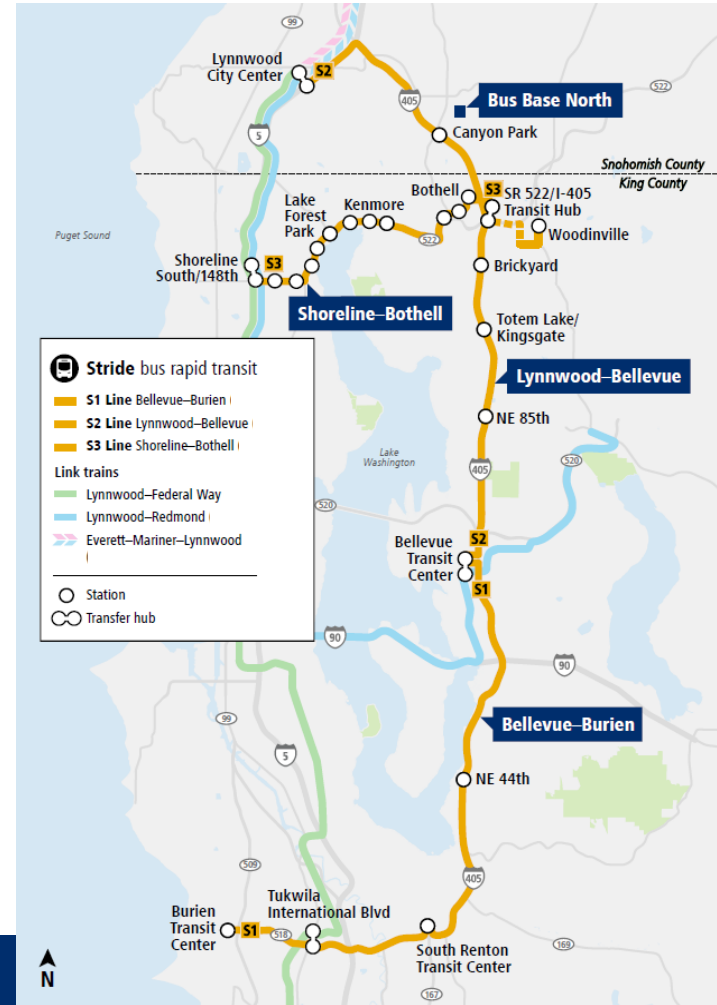 99
Lynnwood
City Center
S2
405
Bus Base North
522
5
Canyon Park
Snohomish County
King County
Bothell
S3
SR 522/I-405
Transit Hub
Lake
Forest
Park
Kenmore
Woodinville
522
Puget Sound
Shoreline
South/148th
S3
Brickyard
Shoreline–Bothell
Totem Lake/
Kingsgate
Stride bus rapid transit
S1 Line Bellevue–Burien (
S2 Line Lynnwood–Bellevue (
S3 Line Shoreline–Bothell (
Link trains
Lynnwood–Federal Way
Lynnwood–Redmond (
Everett–Mariner–Lynnwood
(
Station
Transfer hub
Lynnwood–Bellevue
NE 85th
Lake
Washington
405
520
520
S2
Bellevue
Transit
Center
S1
90
90
99
5
Bellevue–Burien
NE 44th
405
509
Burien
Transit
Center
S1
518
Tukwila
International Blvd
South Renton
Transit Center
169
167
N